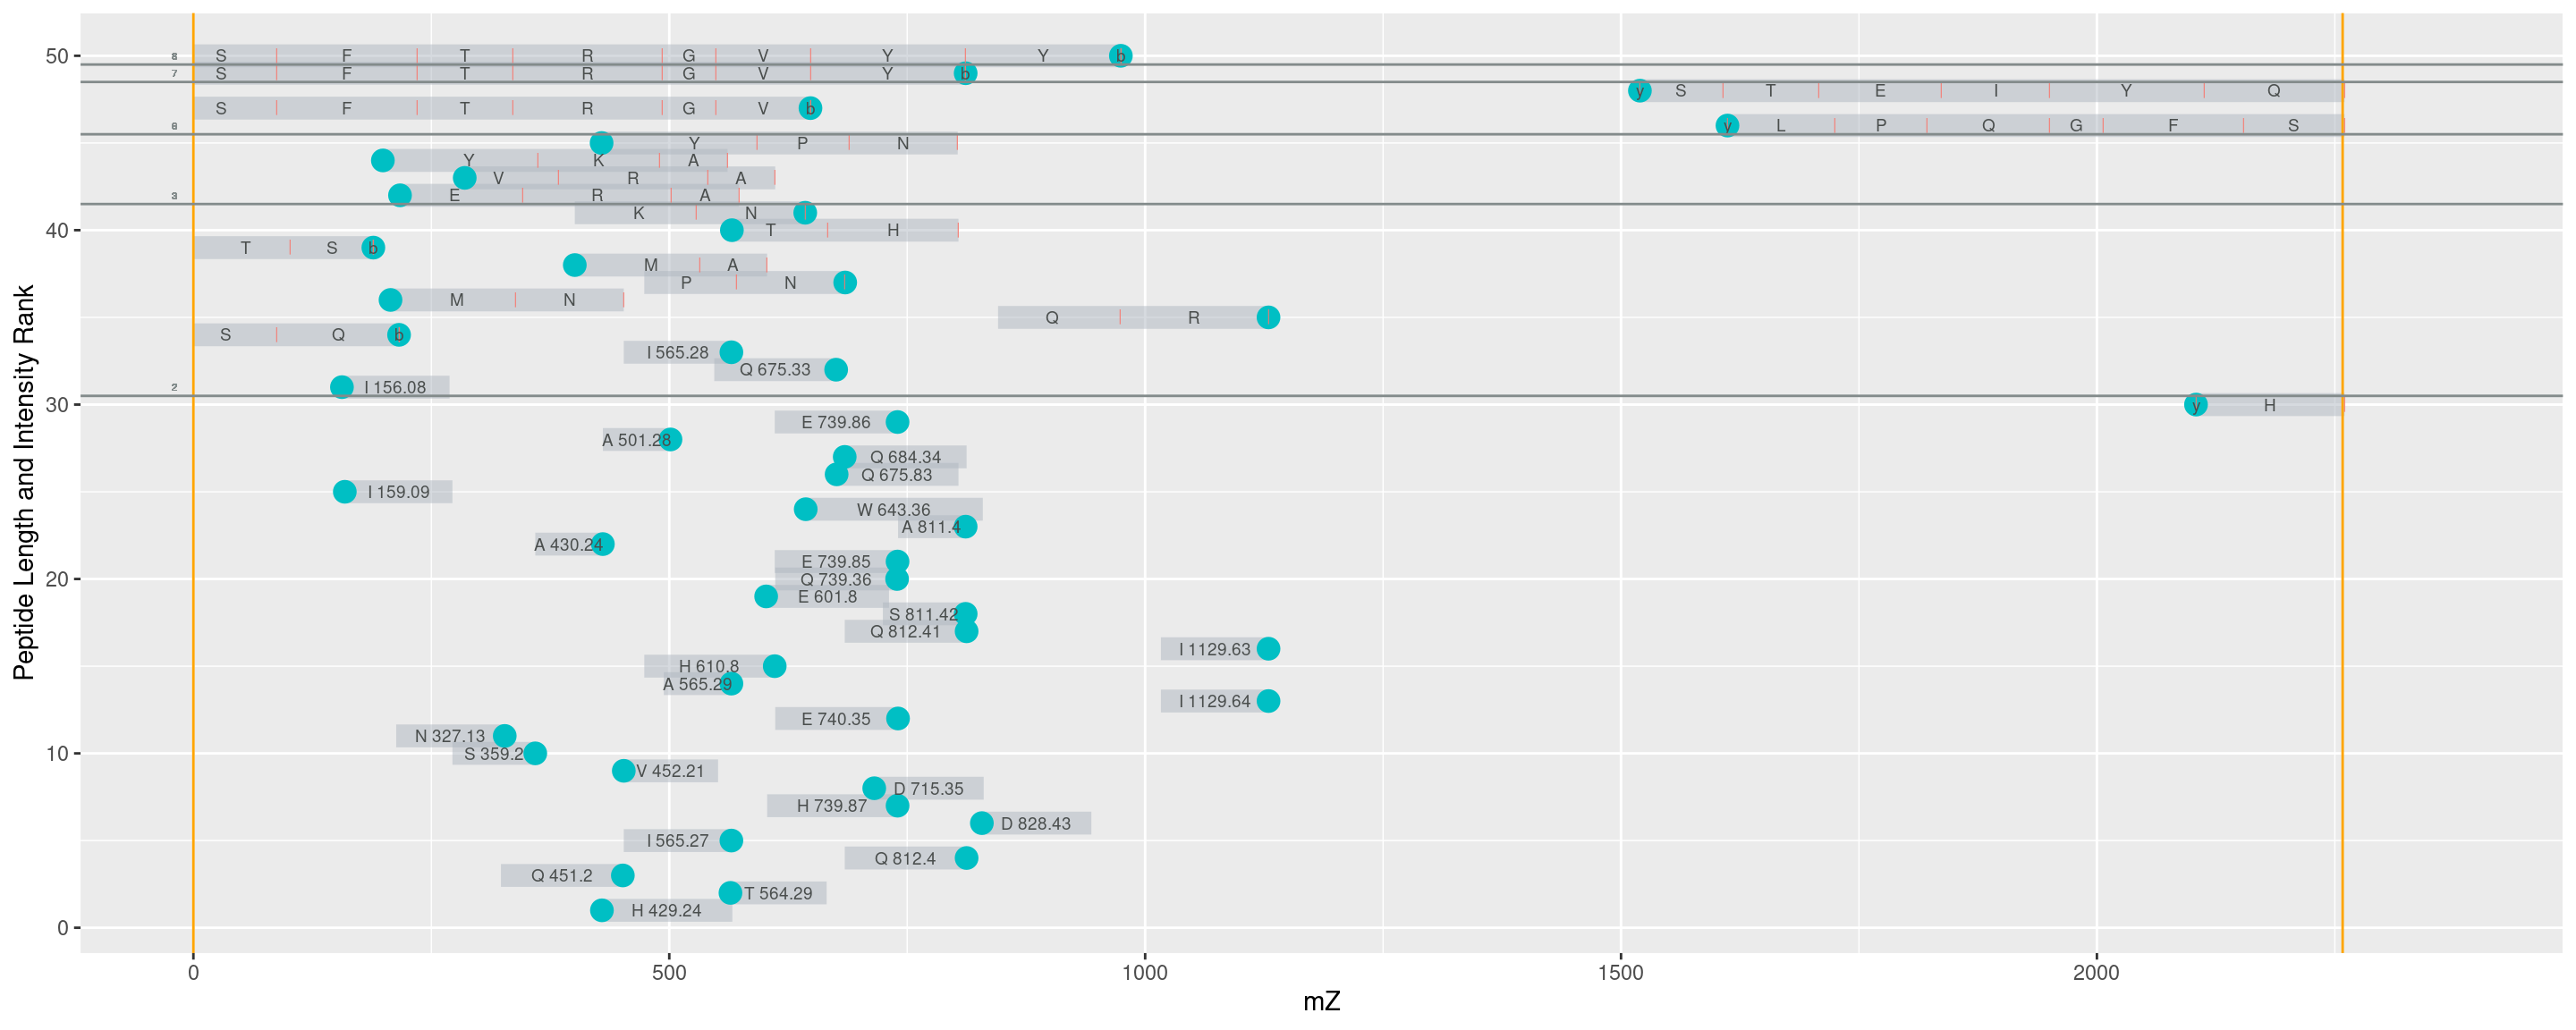 50
8
S F T R G V Y Y b
7
S F T R G V Y b
y S T E I Y Q
S F T R G V b
y L P Q G F S
Y P N
Y K A
V R A
3
E R A
K N
40
T H
T S b
M A
P N
M N
Q R
S Q b
I 565.28
Q 675.33
2
I 156.08
30
y H
E 739.86
A 501.28
Q 684.34
Q 675.83
I 159.09
W 643.36
A 811.4
A 430.24
E 739.85
20
Q 739.36
E 601.8
S 811.42
Q 812.41
I 1129.63
H 610.8
A 565.29
I 1129.64
E 740.35
N 327.13
10
S 359.2
V 452.21
D 715.35
H 739.87
D 828.43
I 565.27
Q 812.4
Q 451.2
T 564.29
H 429.24
0
0 500 1000 1500 2000
mZ
Peptide Length and Intensity Rank